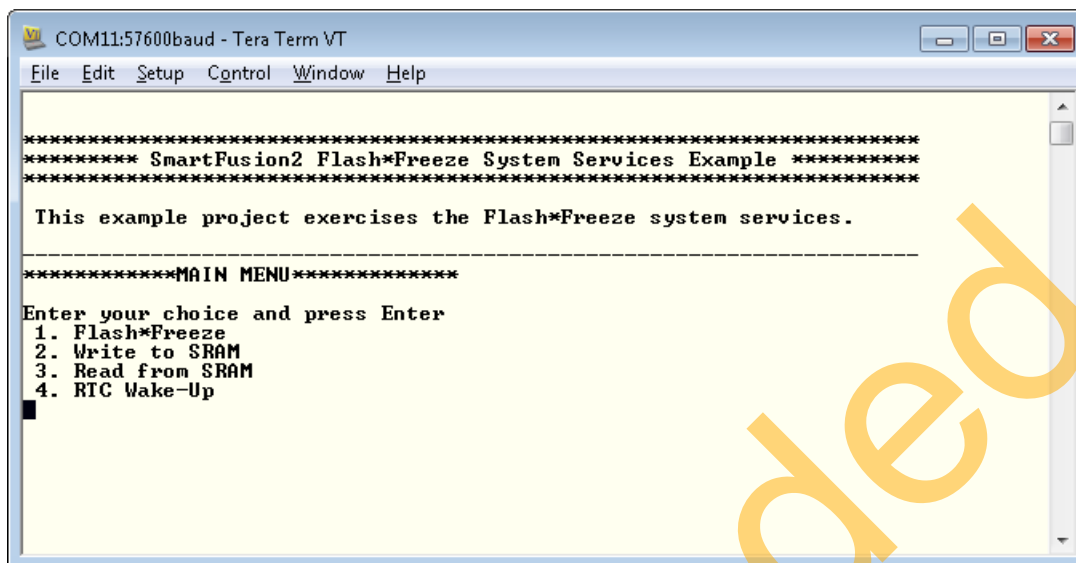 COM11:57600baud - Tera Term VT
File Edit Setup Control Window Help
**********************************************************************
********* SmartFusion2 Flash*Freeze System Services Example **********
**********************************************************************
This example project exercises the Flash*Freeze system services.
______________________________________________________________________
************MAIN MENU*************
Enter your choice and press Enter
1. Flash*Freeze
2. Write to SRAM
3. Read from SRAM
4. RTC Wake-Up
ded